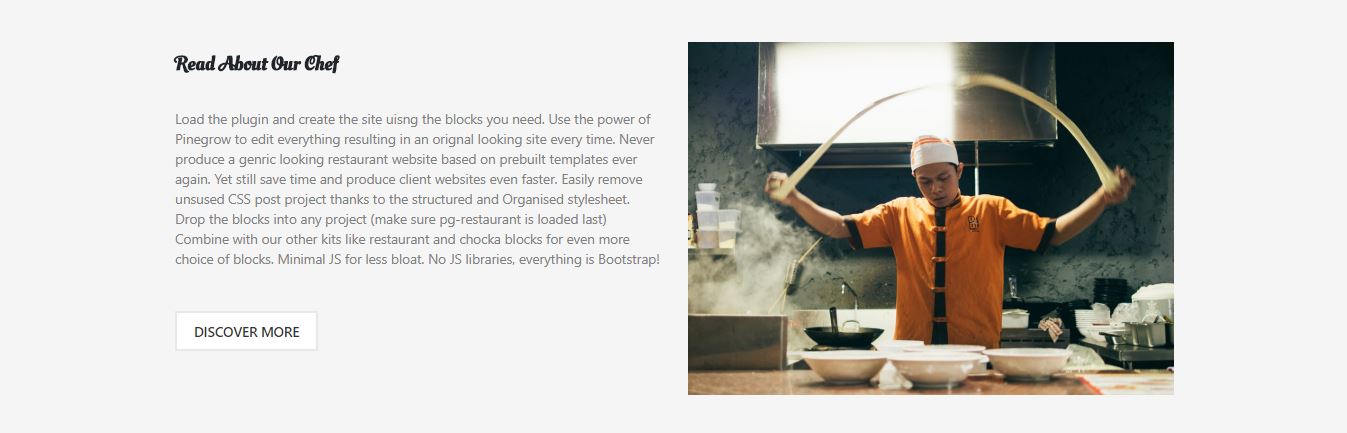 Read About Our Chef
Load the plugin and create the site uisng the blocks you need. Use the power of
Pinegrow to edit everything resulting in an orignal looking site every time. Never
produce a genric looking restaurant website based on prebuilt templates ever
again. Yet still save time and produce client websites even faster. Easily remove
unsused CSS post project thanks to the structured and Organised stylesheet.
Drop the blocks into any project (make sure pg-restaurant is loaded last)
Combine with our other kits like restaurant and chocka blocks for even more
choice of blocks. Minimal JS for less bloat. No JS libraries, everything is Bootstrap!
DISCOVER MORE